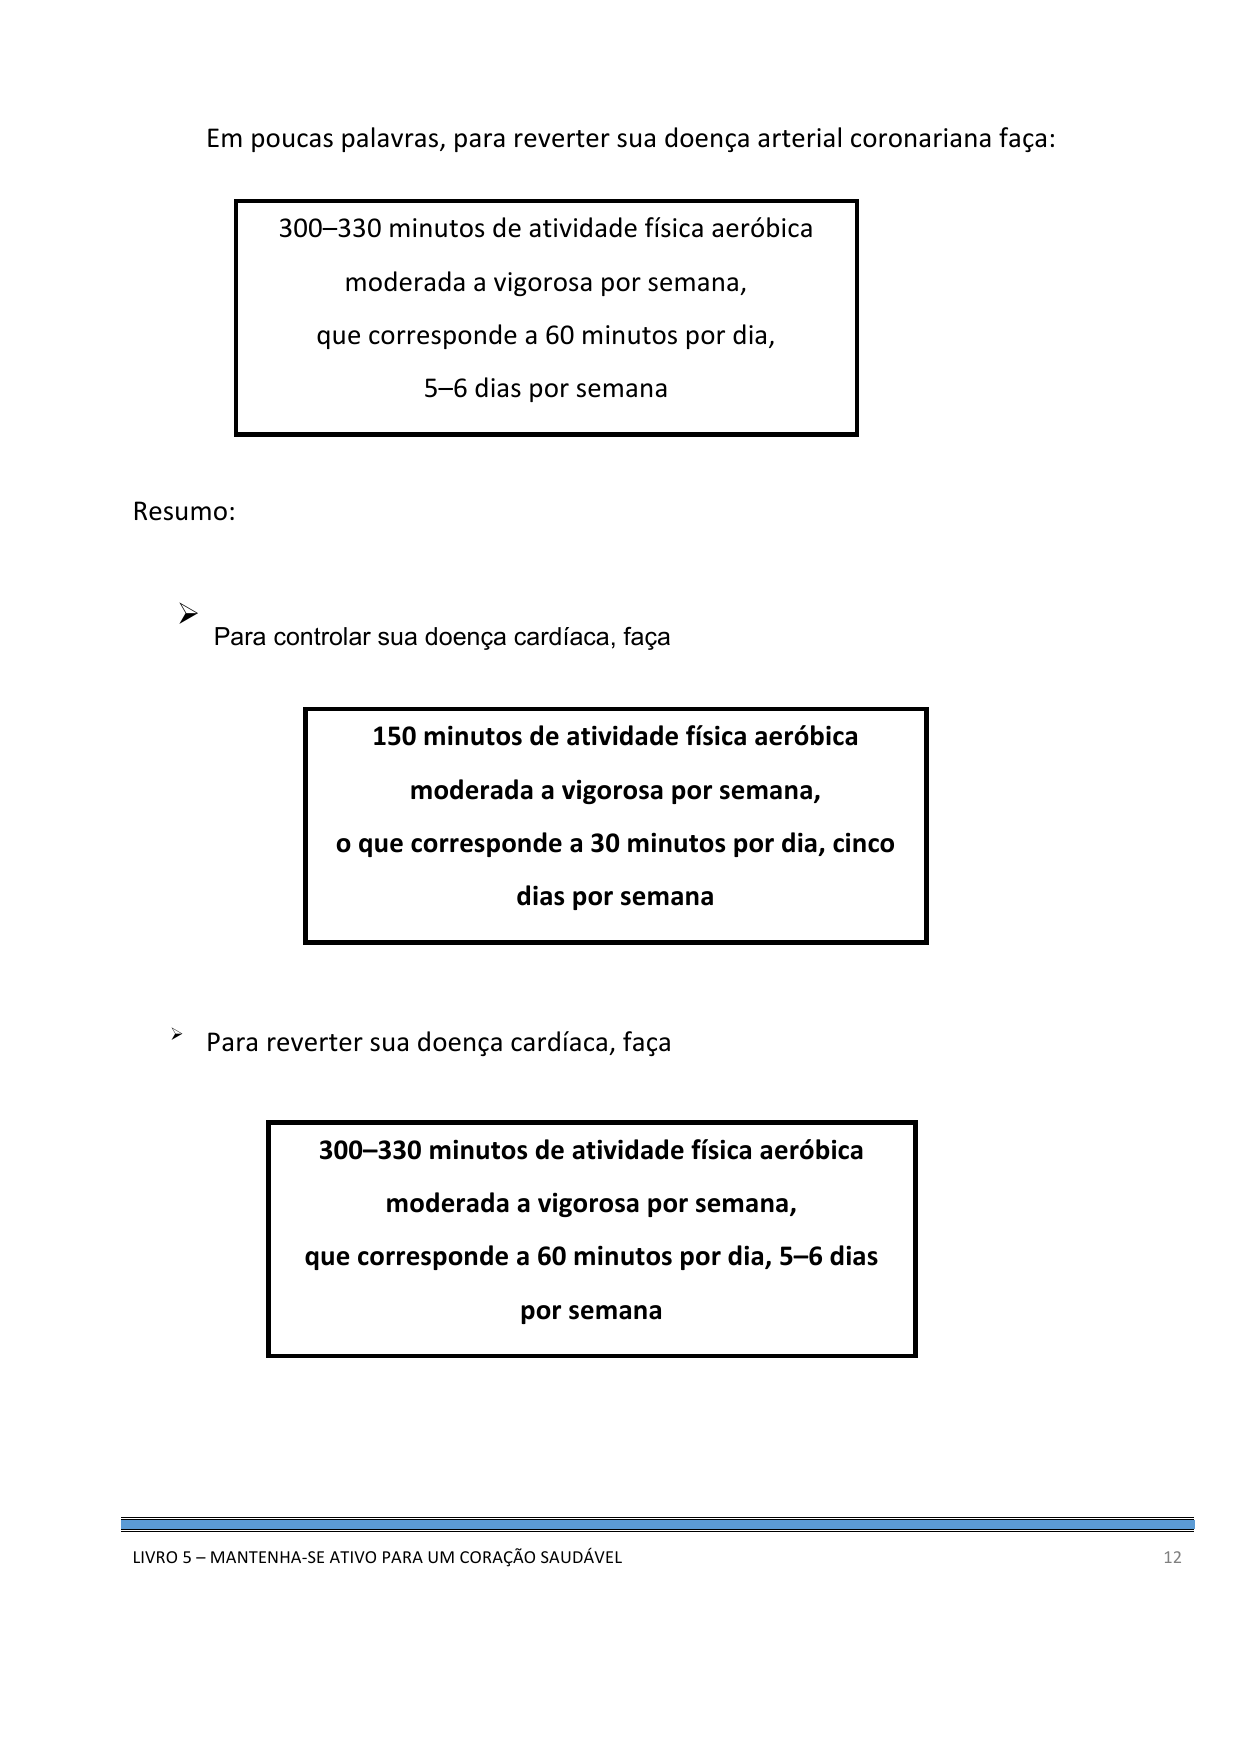 Em poucas palavras, para reverter sua doença arterial coronariana faça:
300–330 minutos de atividade física aeróbica
moderada a vigorosa por semana,
que corresponde a 60 minutos por dia,
5–6 dias por semana
Resumo:
➢ Para controlar sua doença cardíaca, faça
150 minutos de atividade física aeróbica
moderada a vigorosa por semana,
o que corresponde a 30 minutos por dia, cinco
dias por semana
➢ Para reverter sua doença cardíaca, faça
300–330 minutos de atividade física aeróbica
moderada a vigorosa por semana,
que corresponde a 60 minutos por dia, 5–6 dias
por semana
LIVRO 5 – MANTENHA-SE ATIVO PARA UM CORAÇÃO SAUDÁVEL 12